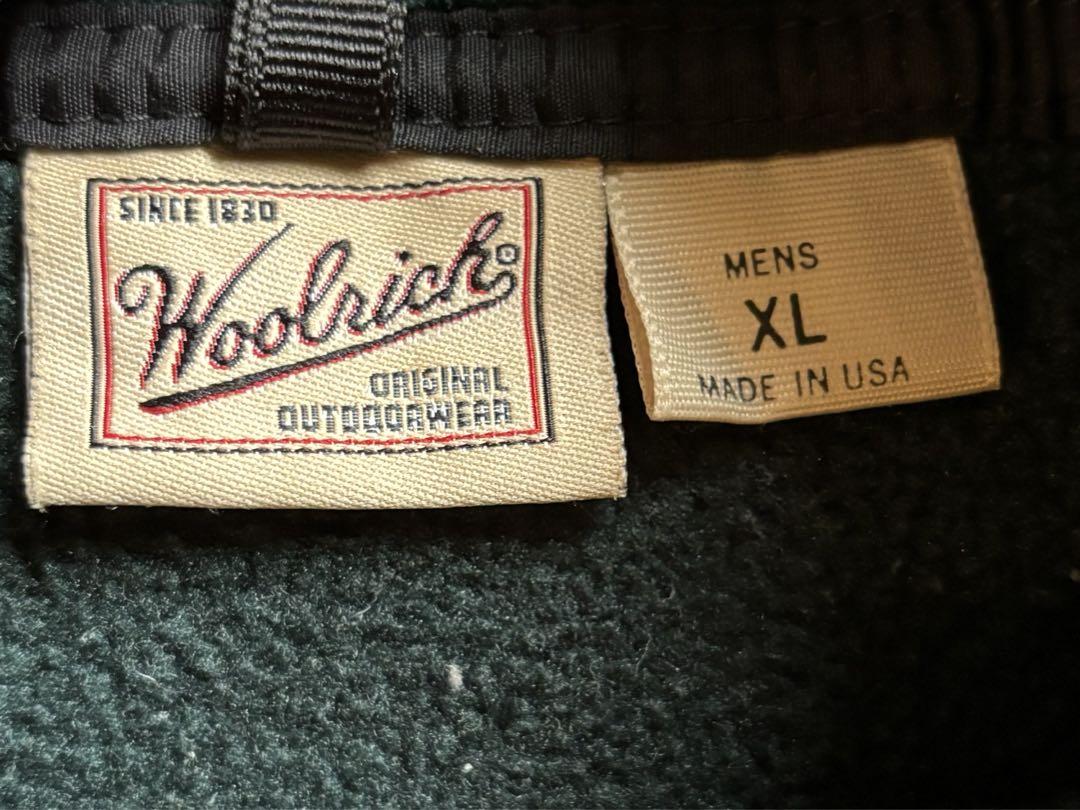 SINCE 1830
Woolrich®
ORIGINAL
OUTDOORWEAR
MENS
XL
MADE IN USA